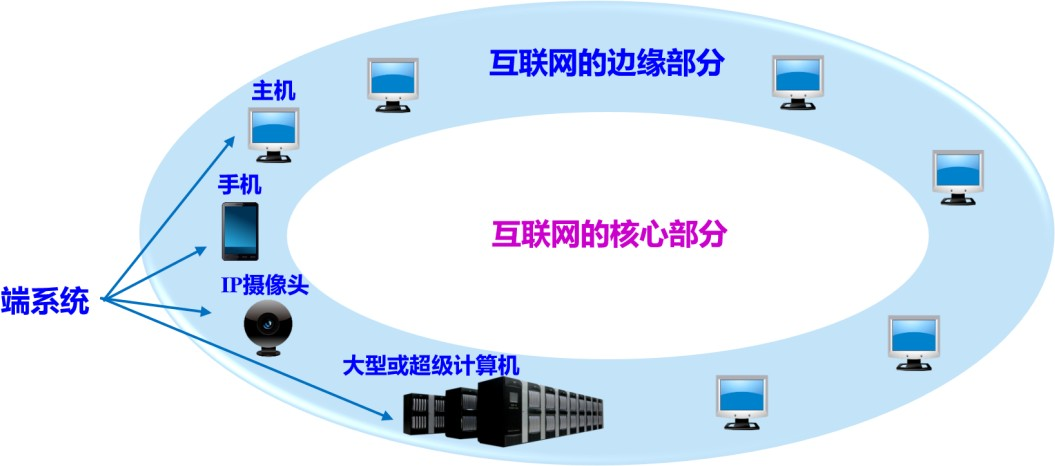 互联网的边缘部分
主机
手机
互联网的核心部分
IP摄像头
端系统
大型或超级计算机